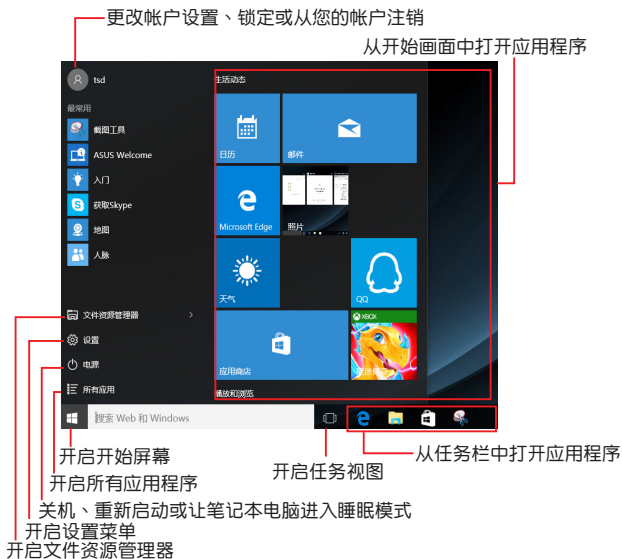 更改帐户设置、锁定或从您的帐户注销
从开始画面中打开应用程序
tsd
生活动态
最常用
截图工具
ASUS Welcome
入门
获取Skype
地图
人脉
日历
邮件
Microsoft Edge
照片
天气
QQ
XBOX
应用商店
播放和浏览
文件资源管理器
设置
电源
所有应用
搜索 Web 和 Windows
开启开始屏幕
开启任务视图
从任务栏中打开应用程序
开启所有应用程序
关机、重新启动或让笔记本电脑进入睡眠模式
开启设置菜单
开启文件资源管理器